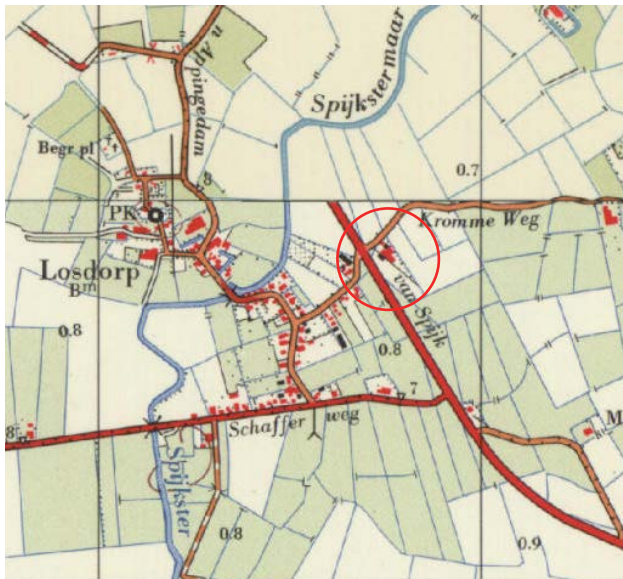 n Appingedam
Spijkstermaar
Begr. pl
0.7
8
PK
Kromme Weg
Losdorp
Bm
van Spijk
0.8
0.8
7
Schaffer weg
M
8
Spijkster
0.8
0.9